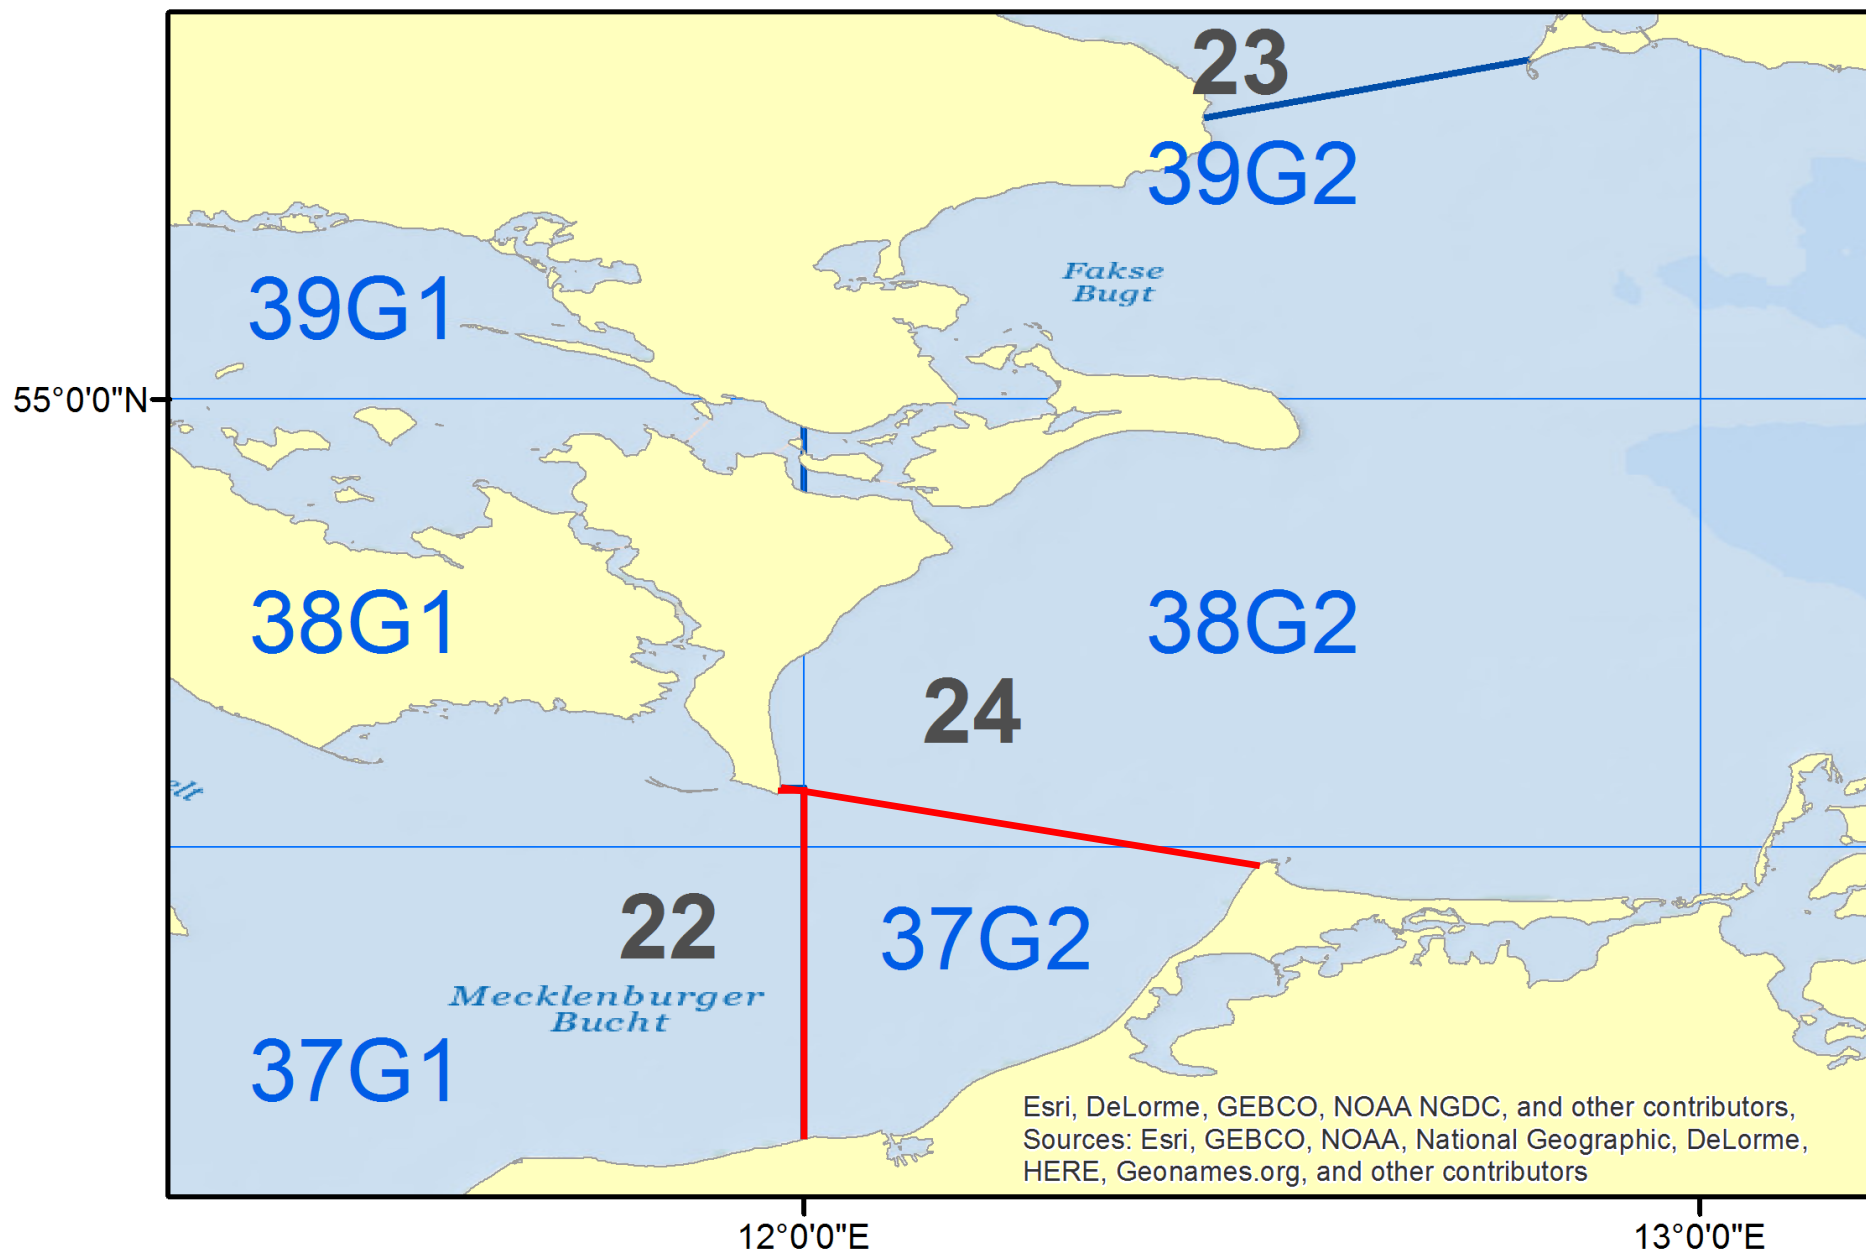 23
39G2
Fakse
Bugt
39G1
55°0'0"N
38G1
38G2
24
elt
22
37G2
Mecklenburger
Bucht
37G1
Esri, DeLorme, GEBCO, NOAA NGDC, and other contributors,
Sources: Esri, GEBCO, NOAA, National Geographic, DeLorme,
HERE, Geonames.org, and other contributors
12°0'0"E
13°0'0"E